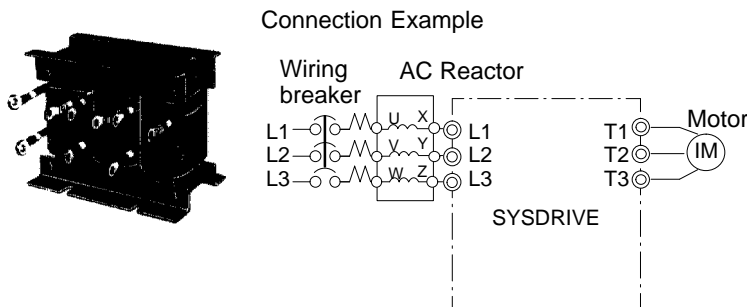 Connection Example
Wiring breaker
AC Reactor
Motor
L1 U X L1 T1
L2 V Y L2 T2 IM
L3 W Z L3 T3
SYSDRIVE